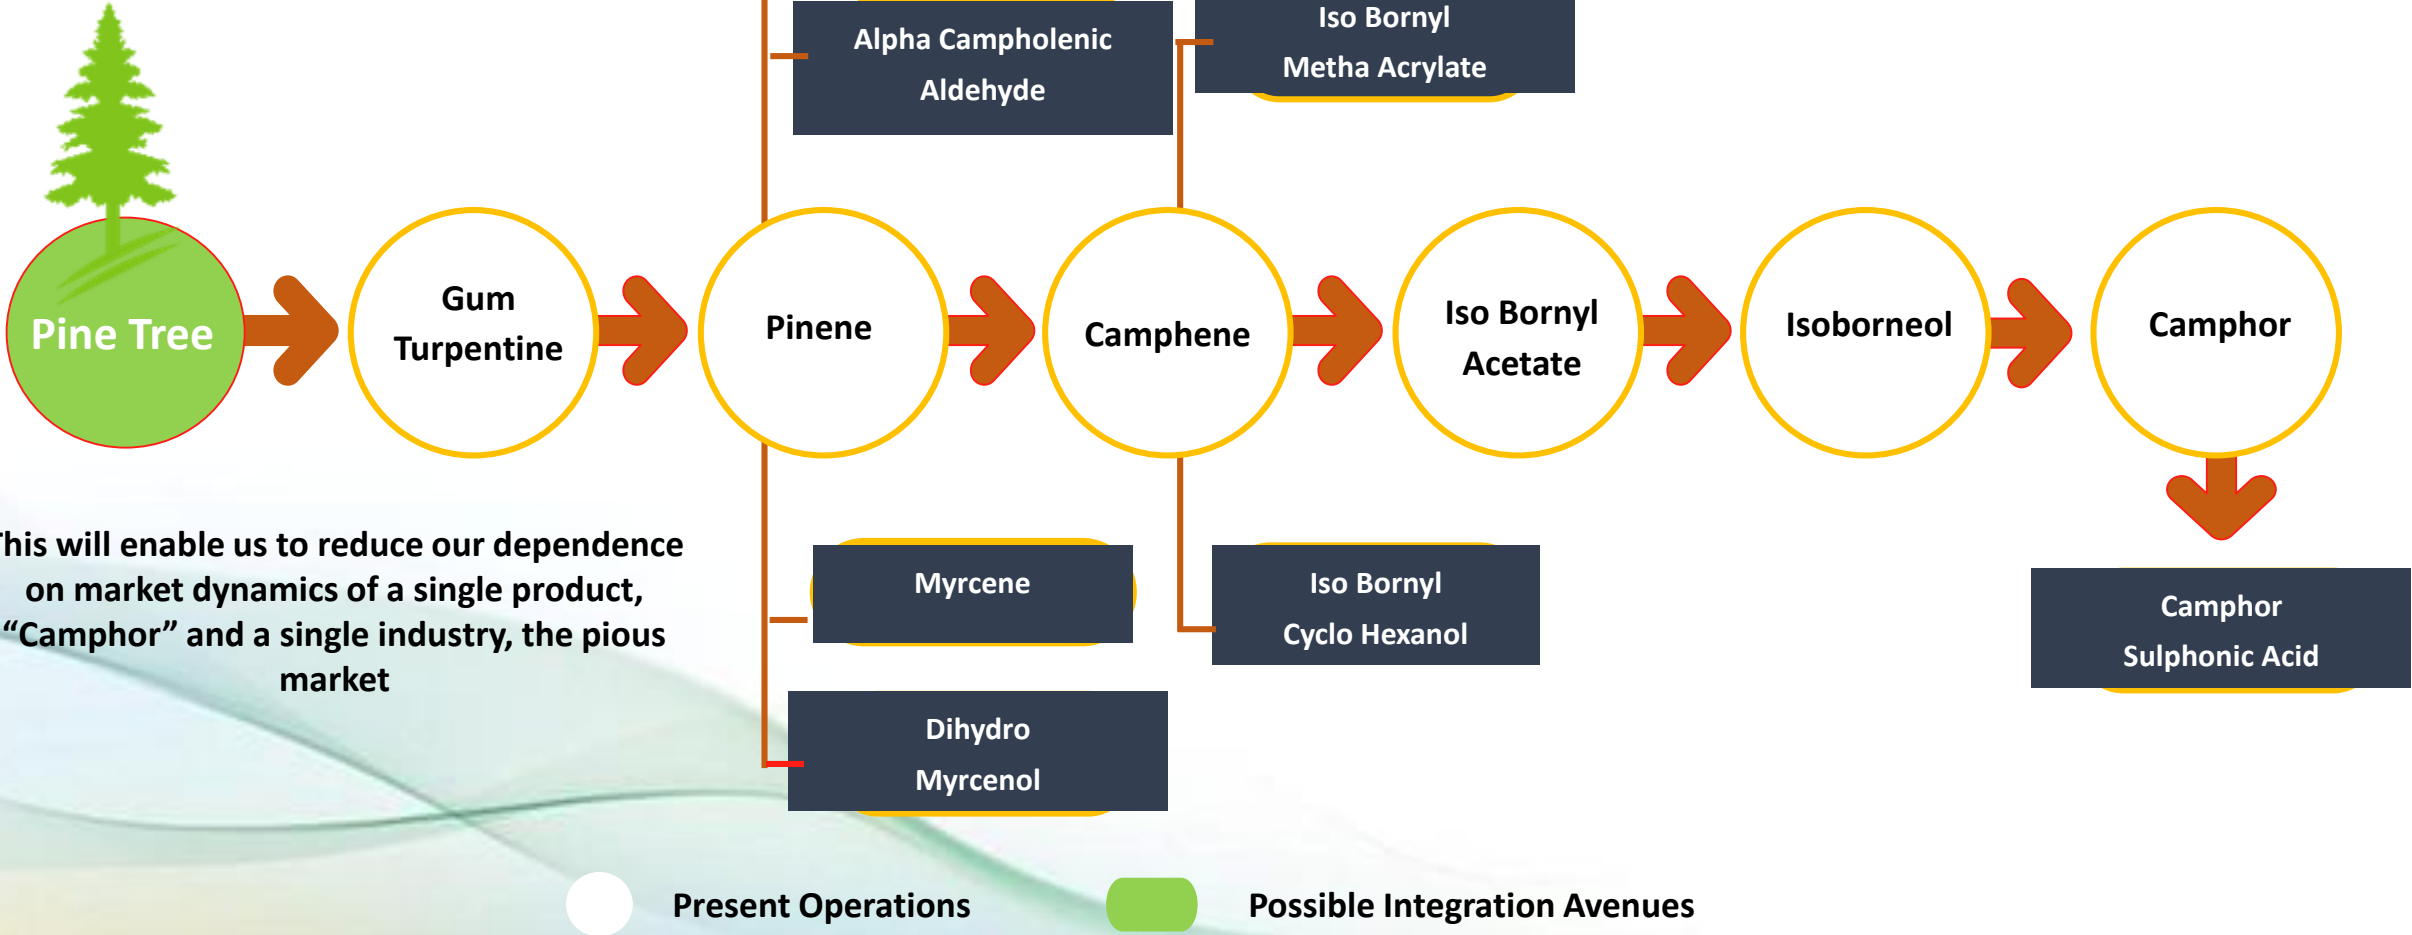 Alpha Campholenic
Aldehyde
Iso Bornyl
Metha Acrylate
Pine Tree
Gum
Turpentine
Pinene
Camphene
Iso Bornyl
Acetate
Isoborneol
Camphor
This will enable us to reduce our dependence
on market dynamics of a single product,
“Camphor” and a single industry, the pious
market
Myrcene
Dihydro
Myrcenol
Iso Bornyl
Cyclo Hexanol
Camphor
Sulphonic Acid
Present Operations
Possible Integration Avenues